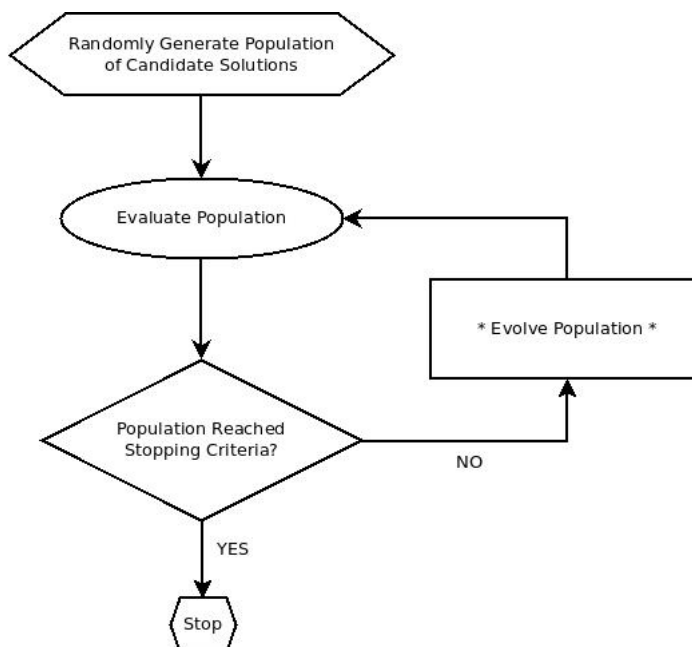 Randomly Generate Population
of Candidate Solutions
Evaluate Population
* Evolve Population *
Population Reached
Stopping Criteria?
NO
YES
Stop